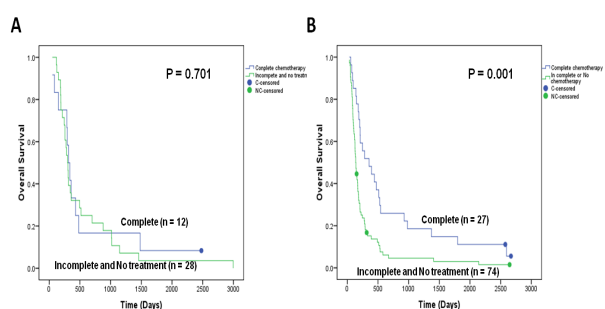 A
P = 0.701
Complete chemotherapy
Incompete and no treatm
C-censored
NC-censored
Overall Survival
1.0
0.8
0.6
0.4
0.2
0.0
Complete (n = 12)
Incomplete and No treatment (n = 28)
0 500 1000 1500 2000 2500 3000
Time (Days)
B
P = 0.001
Complete chemotherapy
In complete or No
chemotherapy
C-censored
NC-censored
Overall Survival
1.0
0.8
0.6
0.4
0.2
0.0
Complete (n = 27)
Incomplete and No treatment (n = 74)
0 500 1000 1500 2000 2500 3000
Time (Days)